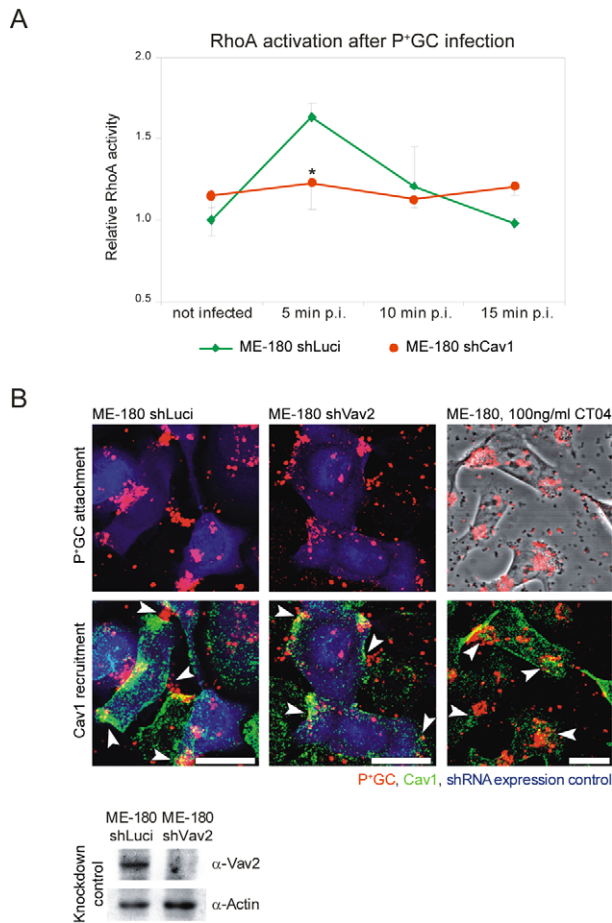 A
RhoA activation after P⁺GC infection
2.0
1.5
1.0
0.5
Relative RhoA activity
*
not infected 5 min p.i. 10 min p.i. 15 min p.i.
ME-180 shLuci ME-180 shCav1
B
ME-180 shLuci ME-180 shVav2 ME-180, 100ng/ml CT04
P⁺GC attachment
Cav1 recruitment
P⁺GC, Cav1, shRNA expression control
ME-180 ME-180
shLuci shVav2
Knockdown
control
α-Vav2
α-Actin